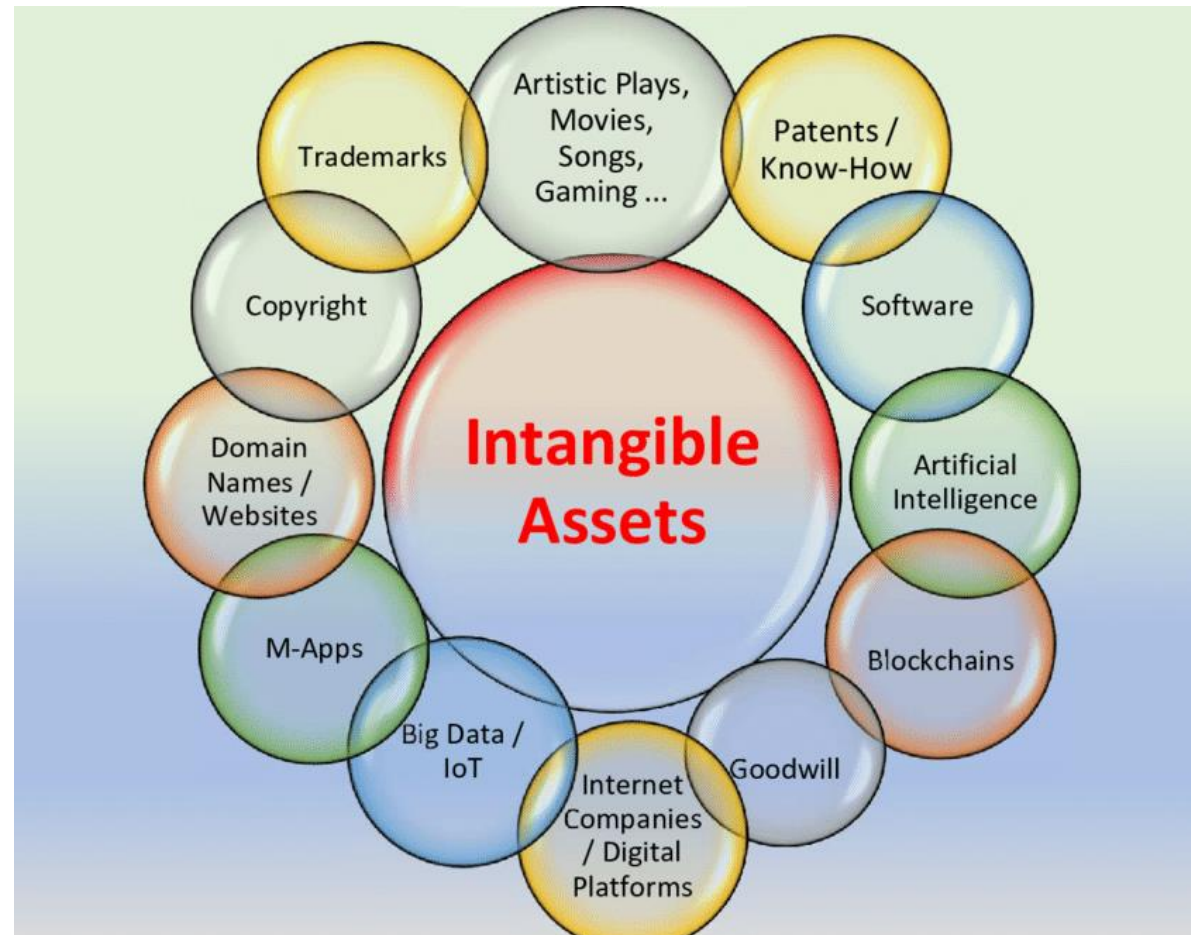 Artistic Plays,
Movies,
Songs,
Gaming ...
Patents /
Know-How
Software
Artificial
Intelligence
Blockchains
Goodwill
Internet
Companies
/ Digital
Platforms
Big Data /
IoT
M-Apps
Domain
Names /
Websites
Copyright
Trademarks
Intangible
Assets